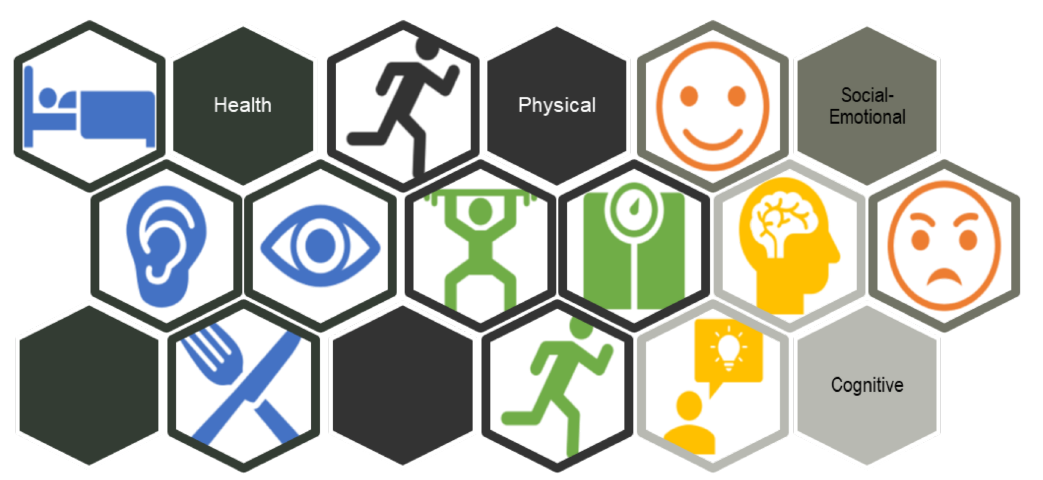 Health
Physical
Social-
Emotional
Cognitive